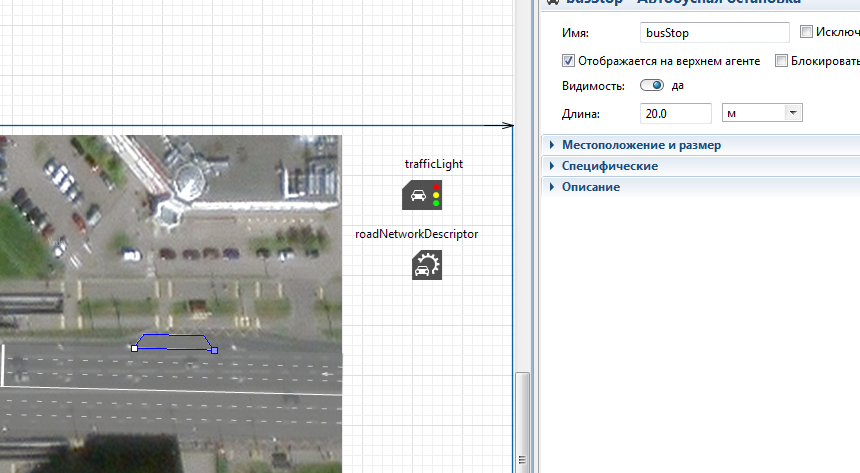 busStop - Автобусная остановка
Имя:
busStop
Исключ
Отображается на верхнем агенте
Блокировать
Видимость:
да
Длина:
20.0
м
Местоположение и размер
Специфические
Описание
trafficLight
roadNetworkDescriptor